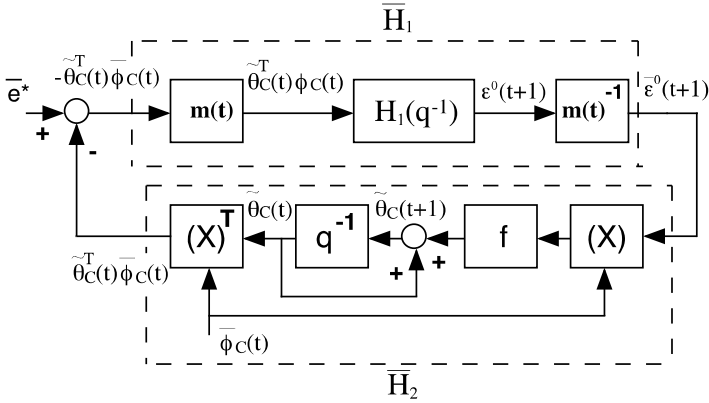 H̅₁
-θ̃ᵀC(t) ϕ̅C(t)
θ̃ᵀC(t)ϕC(t)
e̅*
+
-
m(t)
H₁(q⁻¹)
ε⁰(t+1)
m(t)⁻¹
ε̅⁰(t+1)
θ̃C(t)
θ̃C(t+1)
(X)ᵀ
q⁻¹
f
(X)
+
+
θ̃ᵀC(t)ϕ̅C(t)
ϕ̅C(t)
H̅₂